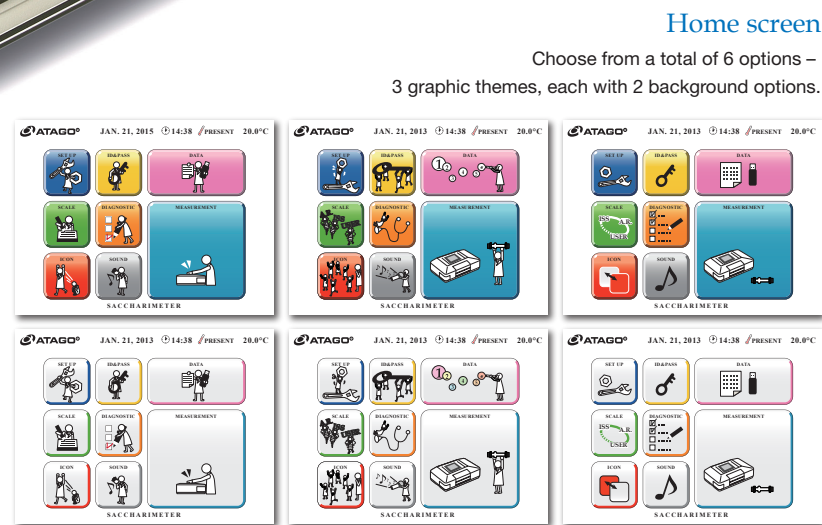 Home screen
Choose from a total of 6 options –
3 graphic themes, each with 2 background options.
ATAGO JAN. 21, 2015 14:38 PRESENT 20.0°C
SET UP ID&PASS DATA
SCALE DIAGNOSTIC MEASUREMENT
ICON SOUND
SACCHARIMETER
ATAGO JAN. 21, 2013 14:38 PRESENT 20.0°C
SET UP ID&PASS DATA
SCALE DIAGNOSTIC MEASUREMENT
ICON SOUND
SACCHARIMETER
ATAGO JAN. 21, 2013 14:38 PRESENT 20.0°C
SET UP ID&PASS DATA
SCALE DIAGNOSTIC MEASUREMENT
ISS A.R.
USER
ICON SOUND
SACCHARIMETER
ATAGO JAN. 21, 2013 14:38 PRESENT 20.0°C
SET UP ID&PASS DATA
SCALE DIAGNOSTIC MEASUREMENT
ICON SOUND
SACCHARIMETER
ATAGO JAN. 21, 2013 14:38 PRESENT 20.0°C
SET UP ID&PASS DATA
SCALE DIAGNOSTIC MEASUREMENT
ICON SOUND
SACCHARIMETER
ATAGO JAN. 21, 2013 14:38 PRESENT 20.0°C
SET UP ID&PASS DATA
SCALE DIAGNOSTIC MEASUREMENT
ISS A.R.
USER
ICON SOUND
SACCHARIMETER